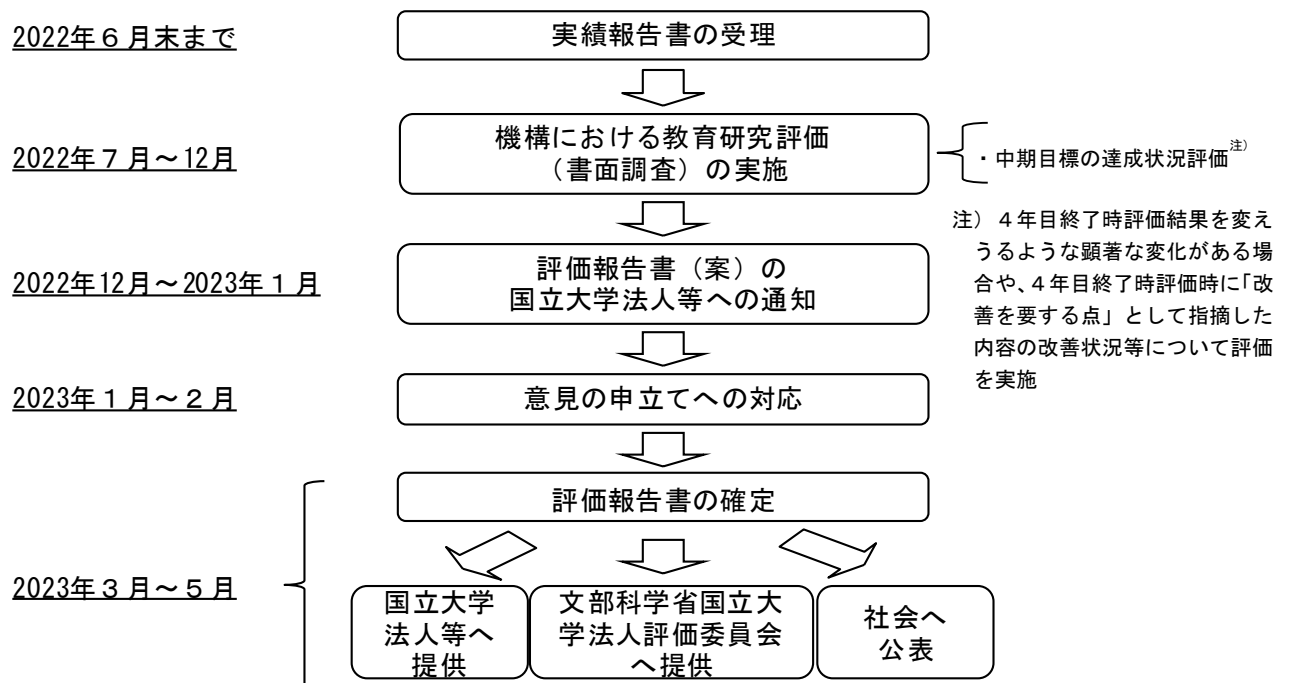 2022年６月末まで
実績報告書の受理
2022年７月～12月
機構における教育研究評価
（書面調査）の実施
・中期目標の達成状況評価注）
注）４年目終了時評価結果を変え
うるような顕著な変化がある場
合や、４年目終了時評価時に「改
善を要する点」として指摘した
内容の改善状況等について評価
を実施
2022年12月～2023年１月
評価報告書（案）の
国立大学法人等への通知
2023年１月～２月
意見の申立てへの対応
評価報告書の確定
2023年３月～５月
国立大学
法人等へ
提供
文部科学省国立大
学法人評価委員会
へ提供
社会へ
公表